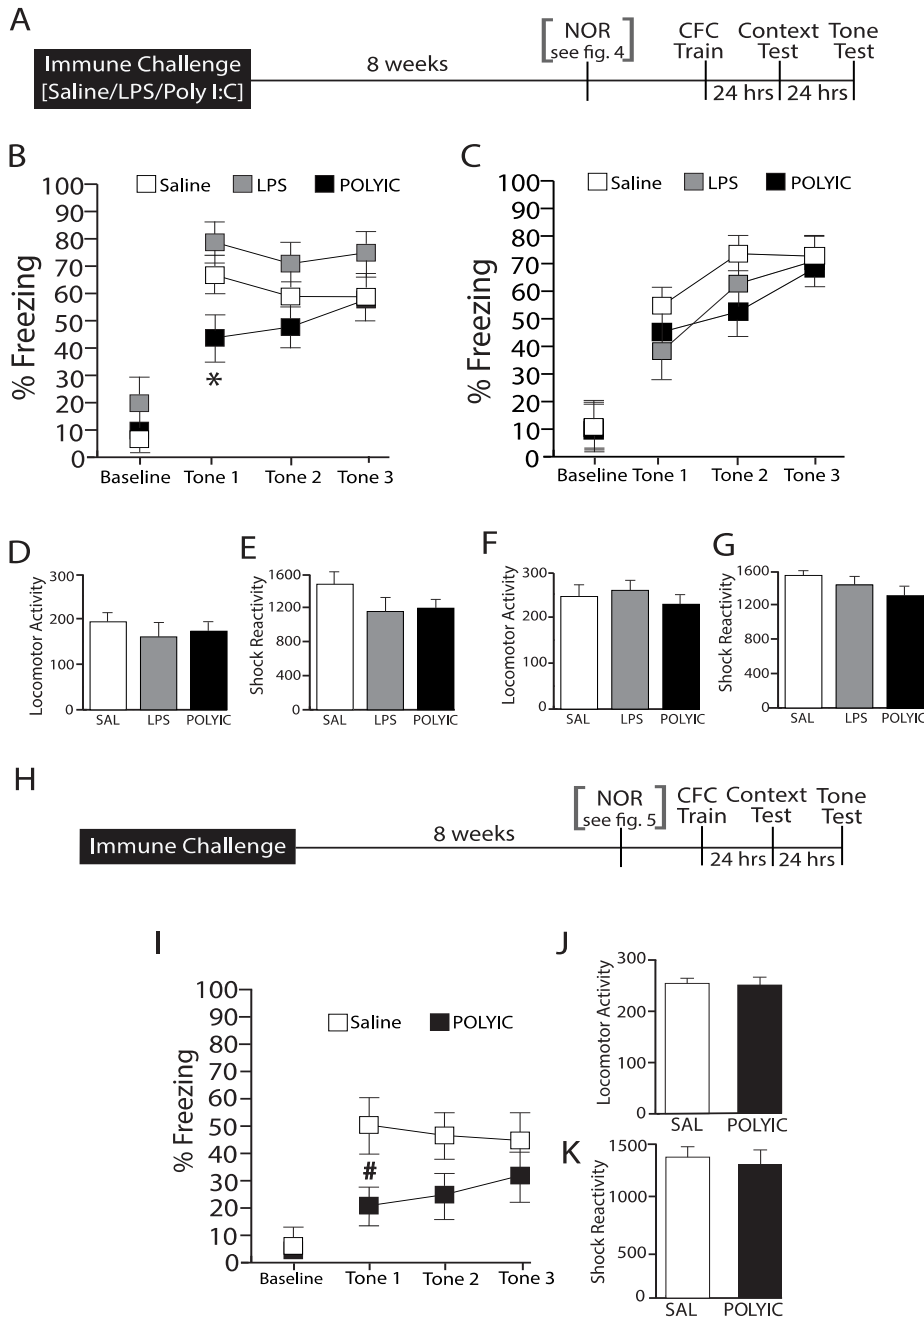 A
Immune Challenge
[Saline/LPS/Poly I:C]
8 weeks
[ NOR ]
see fig. 4
CFC
Train
Context
Test
Tone
Test
24 hrs
24 hrs
B
Saline
LPS
POLYIC
100
90
80
70
60
50
40
30
20
10
0
% Freezing
*
Baseline
Tone 1
Tone 2
Tone 3
C
Saline
LPS
POLYIC
100
90
80
70
60
50
40
30
20
10
0
% Freezing
Baseline
Tone 1
Tone 2
Tone 3
D
Locomotor Activity
300
200
100
0
SAL
LPS
POLYIC
E
Shock Reactivity
1600
1200
800
400
0
SAL
LPS
POLYIC
F
Locomotor Activity
300
200
100
0
SAL
LPS
POLYIC
G
Shock Reactivity
1600
1200
800
400
0
SAL
LPS
POLYIC
H
Immune Challenge
8 weeks
[ NOR ]
see fig. 5
CFC
Train
Context
Test
Tone
Test
24 hrs
24 hrs
I
Saline
POLYIC
100
90
80
70
60
50
40
30
20
10
0
% Freezing
#
Baseline
Tone 1
Tone 2
Tone 3
J
Locomotor Activity
300
200
100
0
SAL
POLYIC
K
Shock Reactivity
1500
1000
500
0
SAL
POLYIC